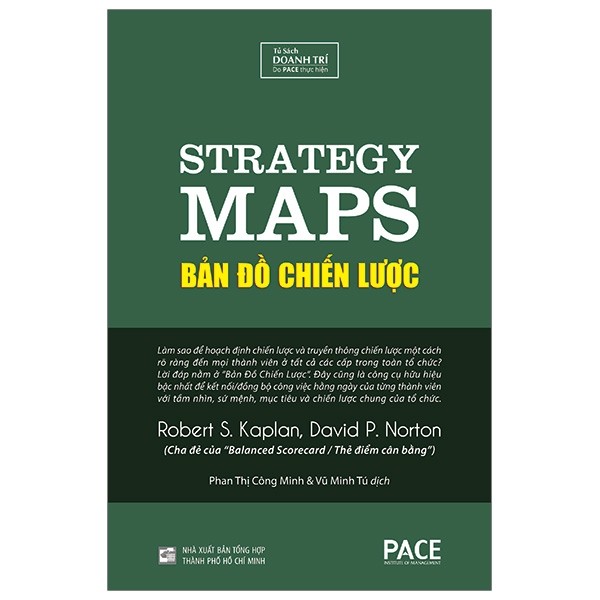 Tủ Sách
DOANH TRÍ
Do PACE thực hiện
STRATEGY
MAPS
BẢN ĐỒ CHIẾN LƯỢC
Làm sao để hoạch định chiến lược và truyền thông chiến lược một cách
rõ ràng đến mọi thành viên ở tất cả các cấp trong toàn tổ chức?
Lời đáp nằm ở "Bản Đồ Chiến Lược". Đây cũng là công cụ hữu hiệu
bậc nhất để kết nối/đồng bộ công việc hằng ngày của từng thành viên
với tầm nhìn, sứ mệnh, mục tiêu và chiến lược chung của tổ chức.
Robert S. Kaplan, David P. Norton
(Cha đẻ của "Balanced Scorecard / Thẻ điểm cân bằng")
Phan Thị Công Minh & Vũ Minh Tú dịch
NHÀ XUẤT BẢN TỔNG HỢP
THÀNH PHỐ HỒ CHÍ MINH
PACE
INSTITUTE OF MANAGEMENT